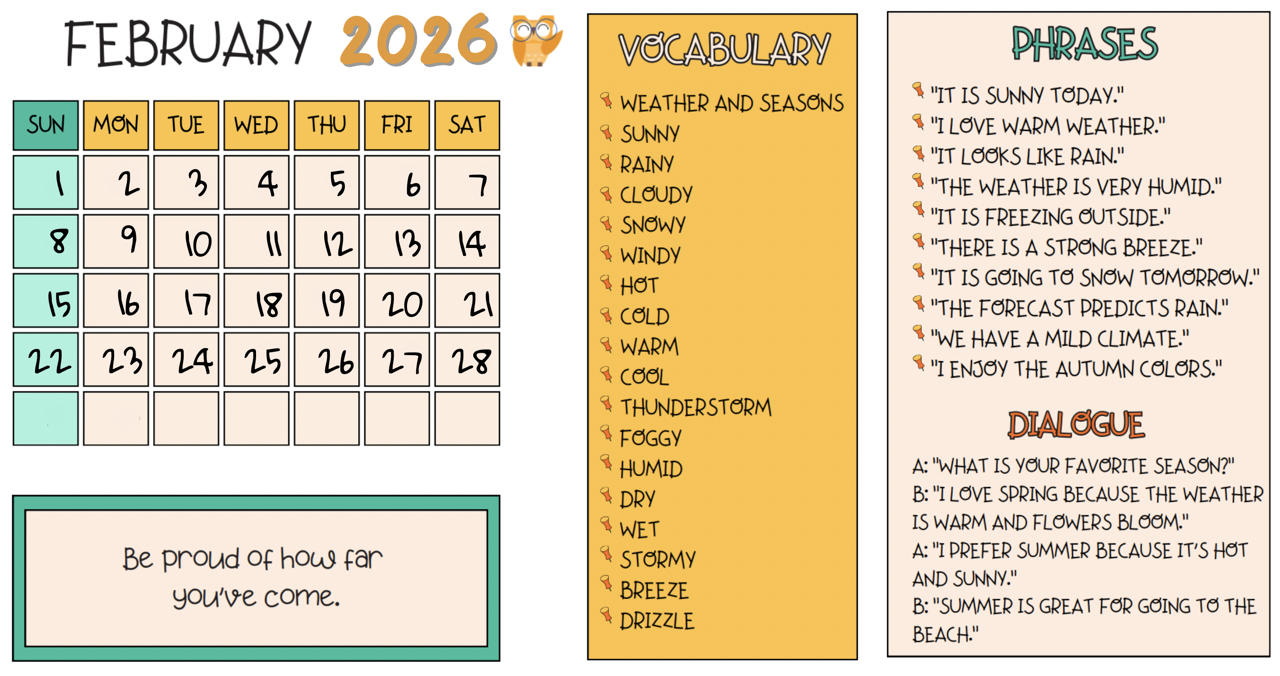 FEBRUARY 2026
SUN MON TUE WED THU FRI SAT
1 2 3 4 5 6 7
8 9 10 11 12 13 14
15 16 17 18 19 20 21
22 23 24 25 26 27 28
Be proud of how far
you've come.
VOCABULARY
WEATHER AND SEASONS
SUNNY
RAINY
CLOUDY
SNOWY
WINDY
HOT
COLD
WARM
COOL
THUNDERSTORM
FOGGY
HUMID
DRY
WET
STORMY
BREEZE
DRIZZLE
PHRASES
"IT IS SUNNY TODAY."
"I LOVE WARM WEATHER."
"IT LOOKS LIKE RAIN."
"THE WEATHER IS VERY HUMID."
"IT IS FREEZING OUTSIDE."
"THERE IS A STRONG BREEZE."
"IT IS GOING TO SNOW TOMORROW."
"THE FORECAST PREDICTS RAIN."
"WE HAVE A MILD CLIMATE."
"I ENJOY THE AUTUMN COLORS."
DIALOGUE
A: "WHAT IS YOUR FAVORITE SEASON?"
B: "I LOVE SPRING BECAUSE THE WEATHER
IS WARM AND FLOWERS BLOOM."
A: "I PREFER SUMMER BECAUSE IT'S HOT
AND SUNNY."
B: "SUMMER IS GREAT FOR GOING TO THE
BEACH."